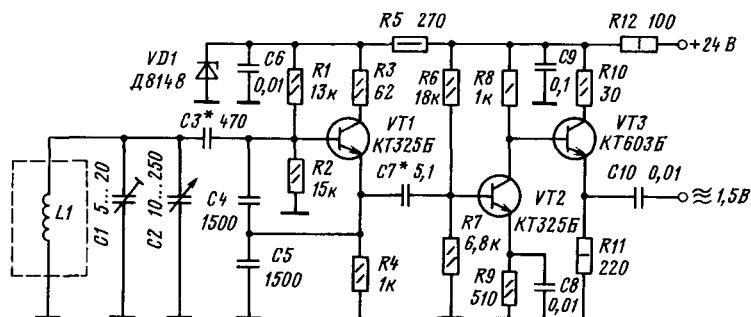 R5 270
R12 100
+24 В
VD1
Д814В
C6
0,01
R1
13к
R3
62
R6
18к
R8
1к
C9
0,1
R10
30
C3* 470
VT1
КТ325Б
VT3
КТ603Б
L1
C1 5...20
C2 10...250
C4
1500
R2
15к
C7* 5,1
VT2
КТ325Б
C10 0,01
≈ 1,5В
C5
1500
R4
1к
R7
6,8к
R9
510
C8
0,01
R11
220